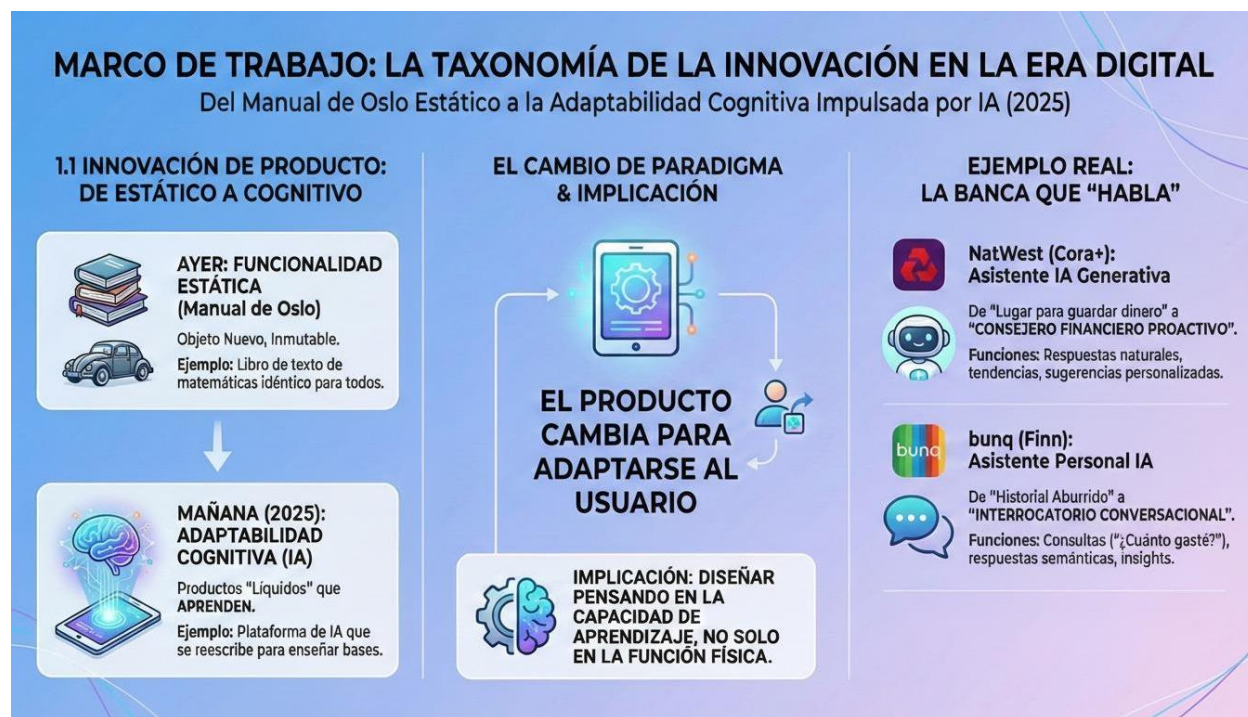 MARCO DE TRABAJO: LA TAXONOMÍA DE LA INNOVACIÓN EN LA ERA DIGITAL
Del Manual de Oslo Estático a la Adaptabilidad Cognitiva Impulsada por IA (2025)
1.1 INNOVACIÓN DE PRODUCTO:
DE ESTÁTICO A COGNITIVO
AYER: FUNCIONALIDAD
ESTÁTICA
(Manual de Oslo)
Objeto Nuevo, Inmutable.
Ejemplo: Libro de texto de
matemáticas idéntico para todos.
MAÑANA (2025):
ADAPTABILIDAD
COGNITIVA (IA)
Productos “Líquidos” que
APRENDEN.
Ejemplo: Plataforma de IA que
se reescribe para enseñar bases.
EL CAMBIO DE PARADIGMA
& IMPLICACIÓN
EL PRODUCTO
CAMBIA PARA
ADAPTARSE AL
USUARIO
IMPLICACIÓN: DISEÑAR
PENSANDO EN LA
CAPACIDAD DE
APRENDIZAJE, NO SOLO
EN LA FUNCIÓN FÍSICA.
EJEMPLO REAL:
LA BANCA QUE “HABLA”
NatWest (Cora+):
Asistente IA Generativa
De “Lugar para guardar dinero” a
“CONSEJERO FINANCIERO PROACTIVO”.
Funciones: Respuestas naturales,
tendencias, sugerencias personalizadas.
bunq
bunq (Finn):
Asistente Personal IA
De “Historial Aburrido” a
“INTERROGATORIO CONVERSACIONAL”.
Funciones: Consultas (“¿Cuánto gasté?”),
respuestas semánticas, insights.